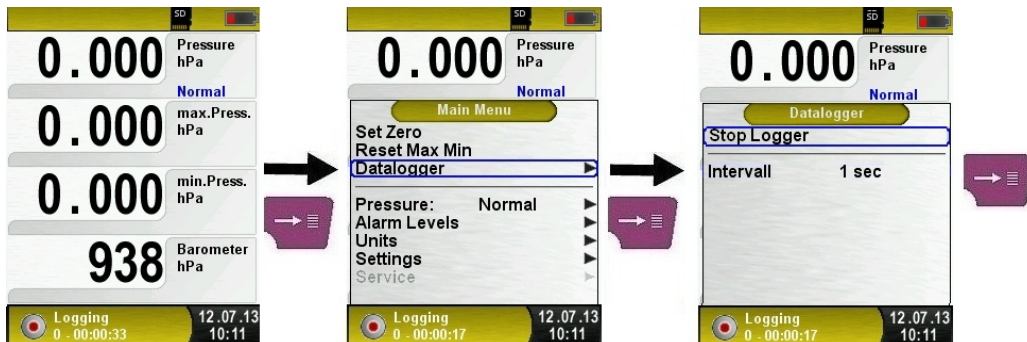 SD
0.000 Pressure
hPa
Normal
0.000 max.Press.
hPa
0.000 min.Press.
hPa
938 Barometer
hPa
Logging 12.07.13
0 - 00:00:33 10:11
SD
0.000 Pressure
hPa
Normal
Main Menu
Set Zero
Reset Max Min
Datalogger
Pressure: Normal
Alarm Levels
Units
Settings
Service
Logging 12.07.13
0 - 00:00:17 10:11
SD
0.000 Pressure
hPa
Normal
Datalogger
Stop Logger
Intervall 1 sec
Logging 12.07.13
0 - 00:00:17 10:11